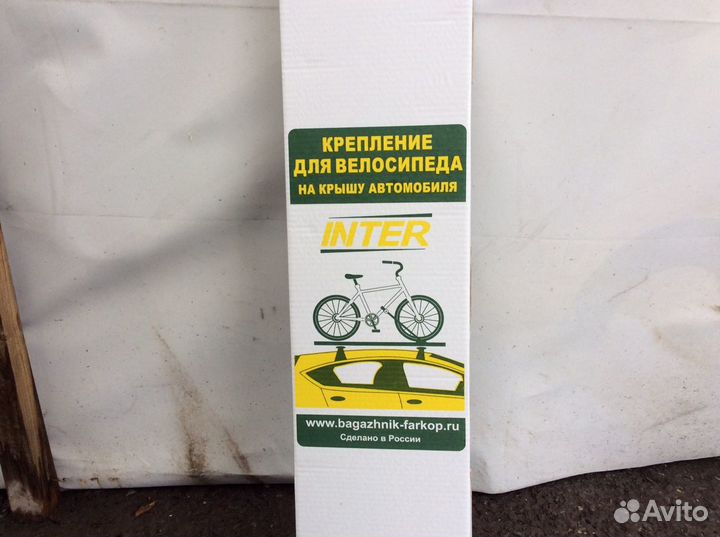 КРЕПЛЕНИЕ
ДЛЯ ВЕЛОСИПЕДА
НА КРЫШУ АВТОМОБИЛЯ
INTER
www.bagazhnik-farkop.ru
Сделано в России
Avito